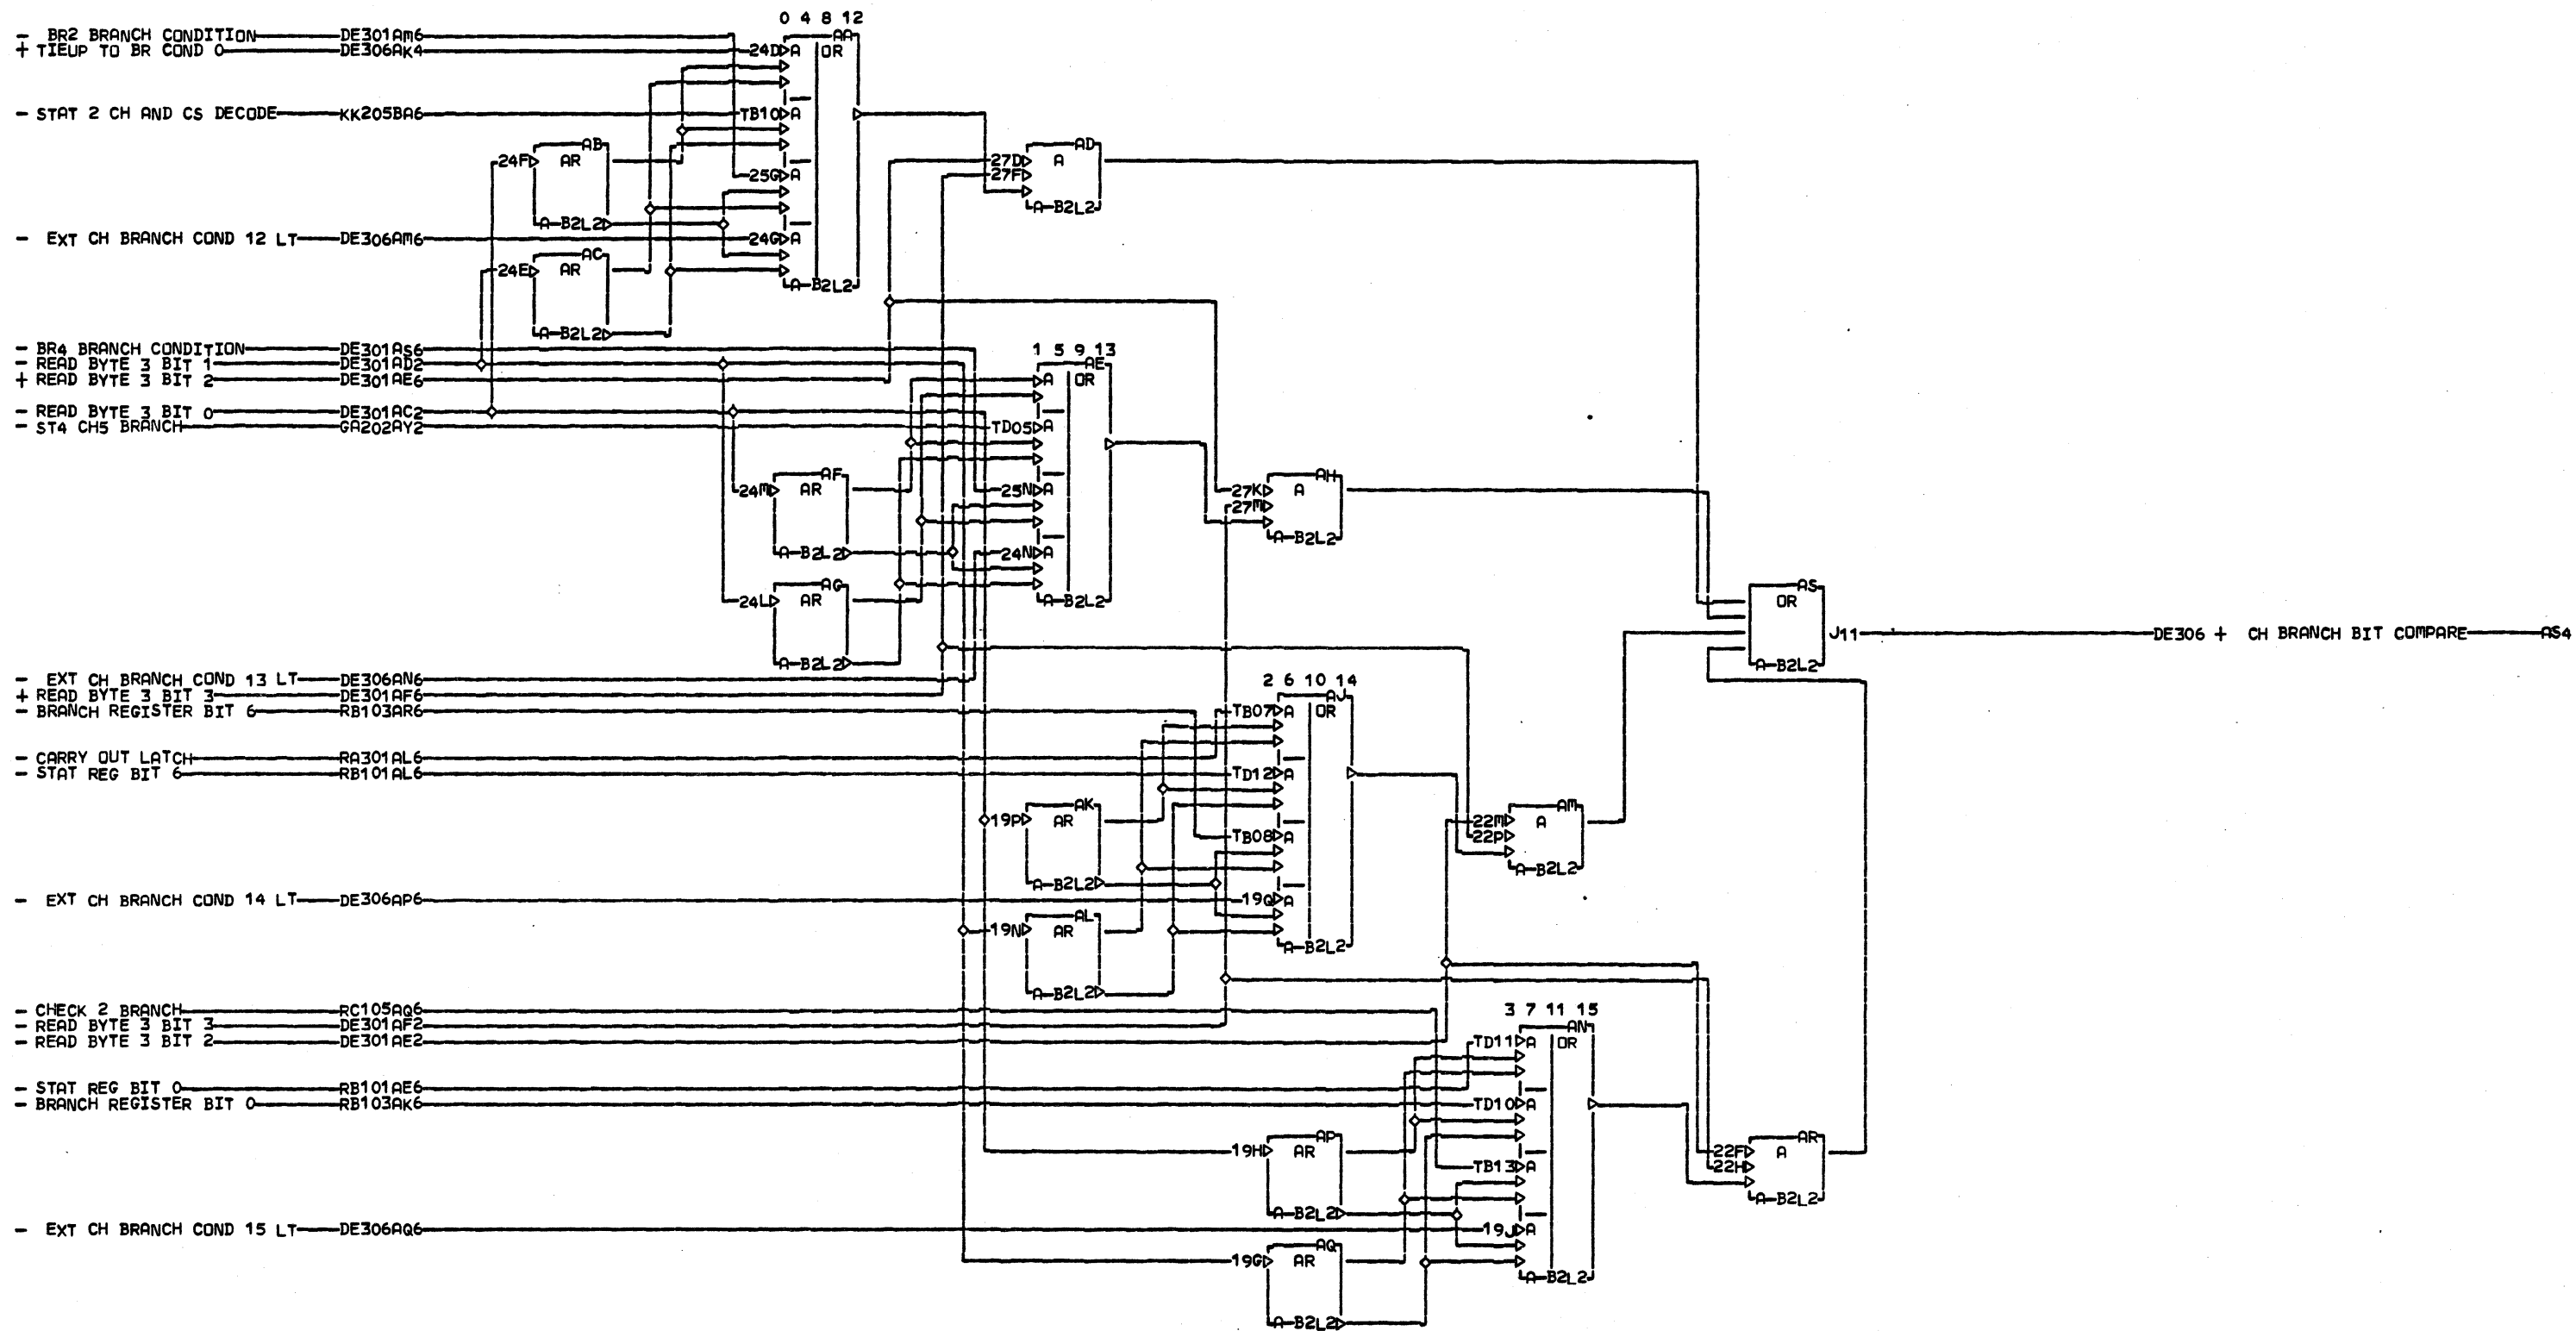 0 4 8 12
- BR2 BRANCH CONDITION DE301AM6
+ TIEUP TO BR COND 0 DE306AK4
24D A OR AA
- STAT 2 CH AND CS DECODE KK205BA6 TB10 A
24F AR AB
A-B2L2
25G A
27D A AD
27F
A-B2L2
- EXT CH BRANCH COND 12 LT DE306AM6 24G A
24E AR AC
A-B2L2
A-B2L2
- BR4 BRANCH CONDITION DE301AS6
- READ BYTE 3 BIT 1 DE301AD2
+ READ BYTE 3 BIT 2 DE301AE6
1 5 9 13
A OR AE
- READ BYTE 3 BIT 0 DE301AC2
- ST4 CH5 BRANCH GA202AY2 TD05 A
24M AR AF
A-B2L2
25N A
27K A AH
27M
A-B2L2
24N A
24L AR AG
A-B2L2
A-B2L2
OR AS
A-B2L2
J11 DE306 + CH BRANCH BIT COMPARE AS4
- EXT CH BRANCH COND 13 LT DE306AN6
+ READ BYTE 3 BIT 3 DE301AF6
- BRANCH REGISTER BIT 6 RB103AR6
2 6 10 14
TB07 A OR AJ
- CARRY OUT LATCH RA301AL6
- STAT REG BIT 6 RB101AL6 TD12 A
19P AR AK
A-B2L2
TB08 A
22M A AM
22P
A-B2L2
- EXT CH BRANCH COND 14 LT DE306AP6 19Q A
19N AR AL
A-B2L2
A-B2L2
- CHECK 2 BRANCH RC105AQ6
- READ BYTE 3 BIT 3 DE301AF2
- READ BYTE 3 BIT 2 DE301AE2
3 7 11 15
TD11 A OR AN
- STAT REG BIT 0 RB101AE6
- BRANCH REGISTER BIT 0 RB103AK6 TD10 A
19H AR AP
A-B2L2
TB13 A
22F A AR
22H
A-B2L2
- EXT CH BRANCH COND 15 LT DE306AQ6 19J A
19G AR AQ
A-B2L2
A-B2L2